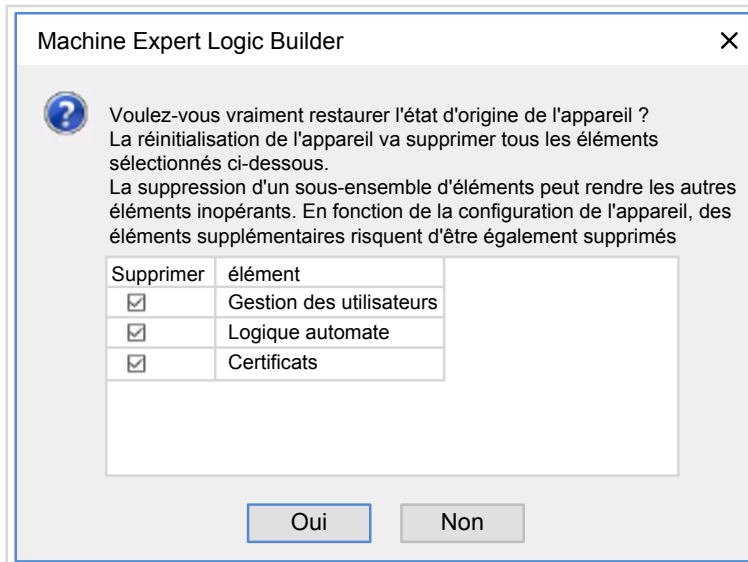 Machine Expert Logic Builder
Voulez-vous vraiment restaurer l'état d'origine de l'appareil ?
La réinitialisation de l'appareil va supprimer tous les éléments
sélectionnés ci-dessous.
La suppression d'un sous-ensemble d'éléments peut rendre les autres
éléments inopérants. En fonction de la configuration de l'appareil, des
éléments supplémentaires risquent d'être également supprimés
Supprimer élément
Gestion des utilisateurs
Logique automate
Certificats
Oui Non